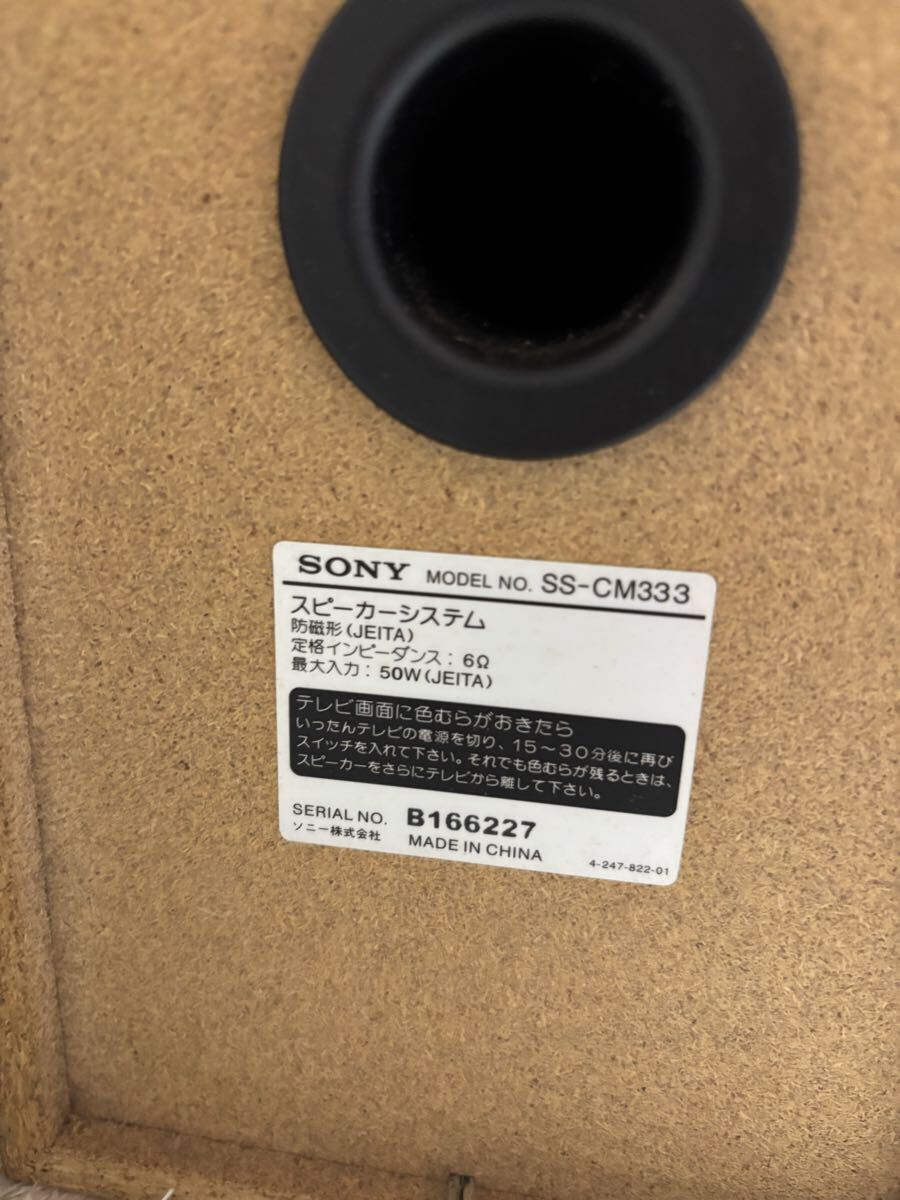 SONY MODEL NO. SS-CM333
スピーカーシステム
防磁形(JEITA)
定格インピーダンス: 6Ω
最大入力: 50W(JEITA)
テレビ画面に色むらがおきたら
いったんテレビの電源を切り、15〜30分後に再び
スイッチを入れて下さい。それでも色むらが残るときは、
スピーカーをさらにテレビから離して下さい。
SERIAL NO. B166227
ソニー株式会社 MADE IN CHINA
4-247-822-01